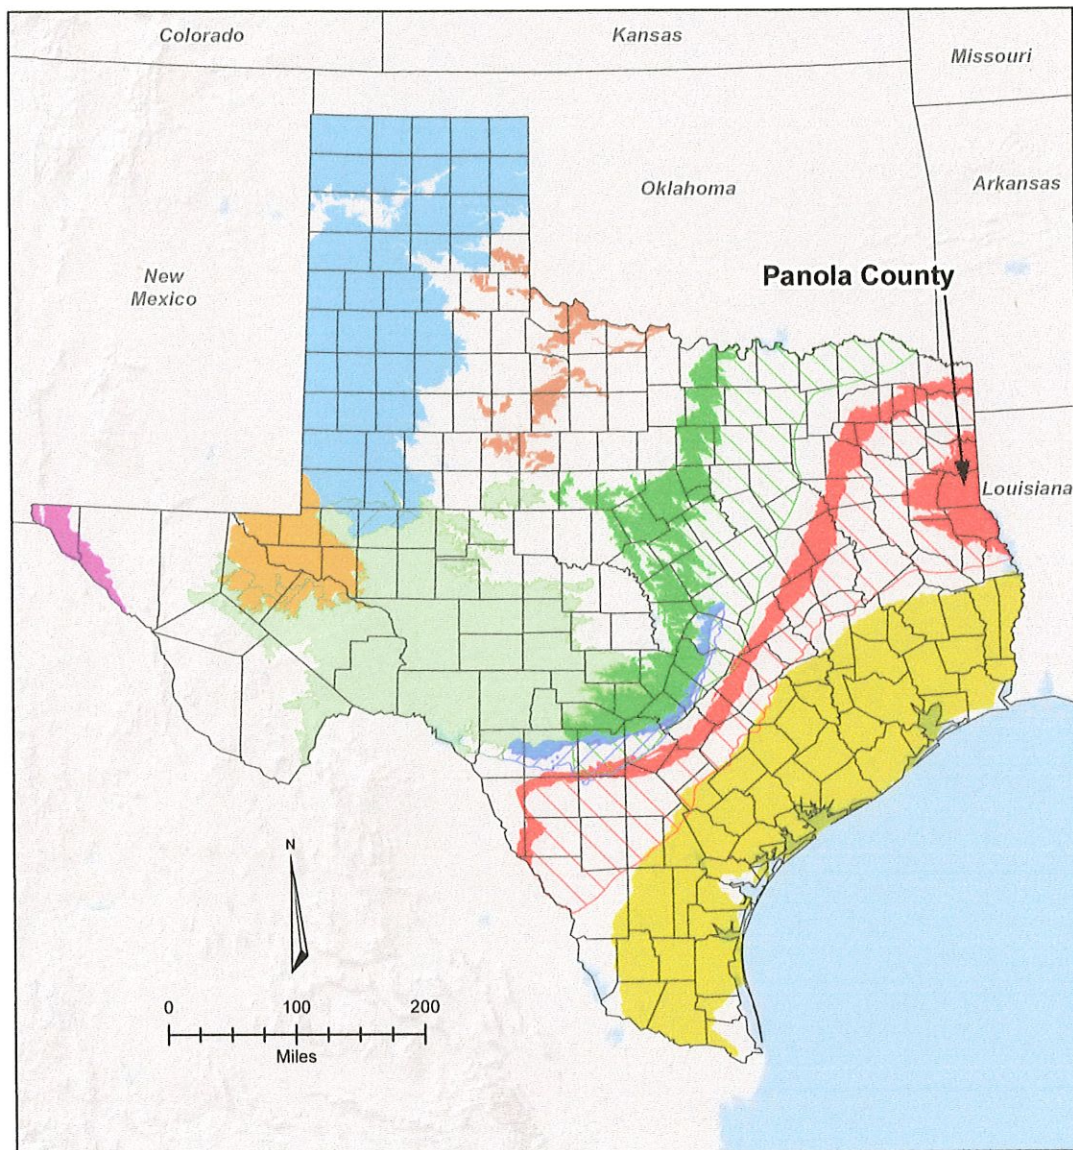 Colorado
Kansas
Missouri
Oklahoma
Arkansas
New
Mexico
Panola County
Louisiana
N
0 100 200
Miles